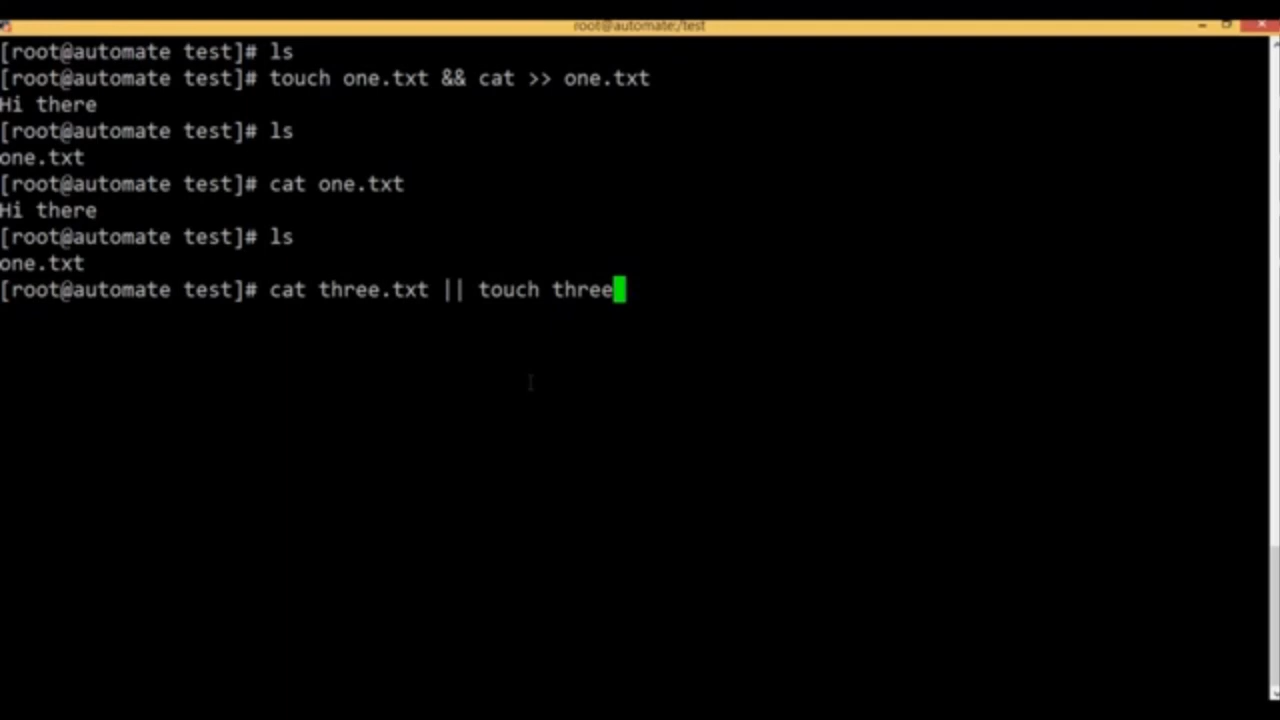 root@automate:/test
[root@automate test]# ls
[root@automate test]# touch one.txt && cat >> one.txt
Hi there
[root@automate test]# ls
one.txt
[root@automate test]# cat one.txt
Hi there
[root@automate test]# ls
one.txt
[root@automate test]# cat three.txt || touch three